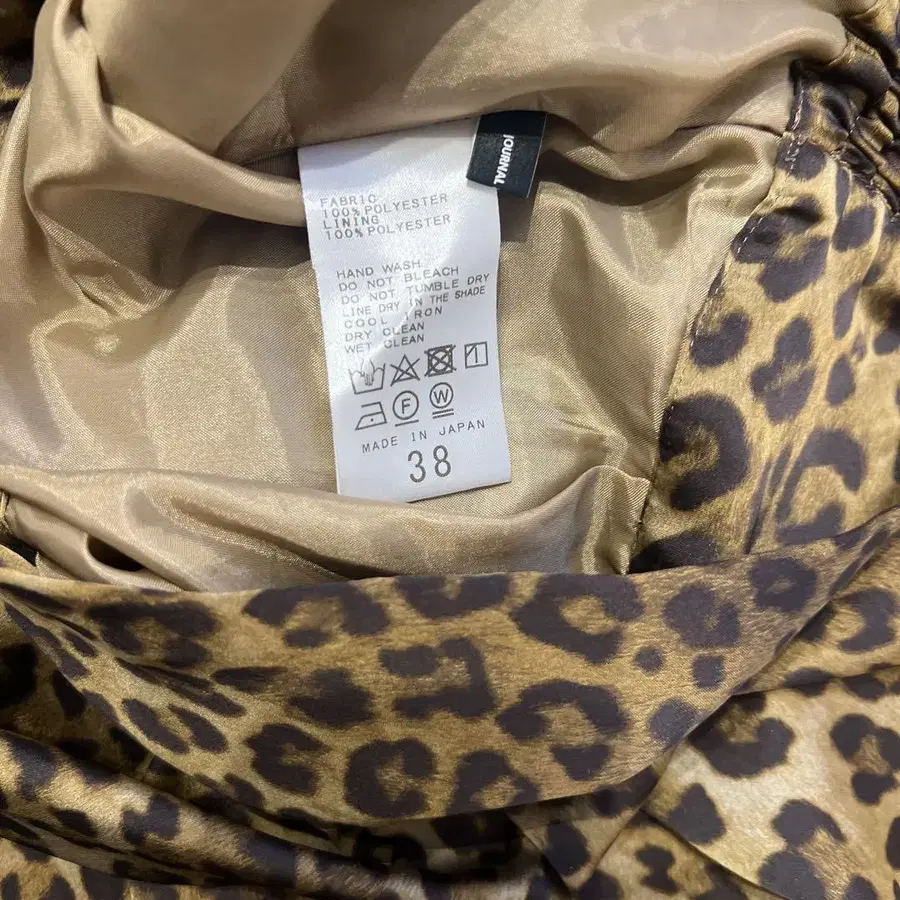 JOURNAL
FABRIC
100% POLYESTER
LINING
100% POLYESTER
HAND WASH
DO NOT BLEACH
DO NOT TUMBLE DRY
LINE DRY IN THE SHADE
COOL IRON
DRY CLEAN
WET CLEAN
F W
MADE IN JAPAN
38